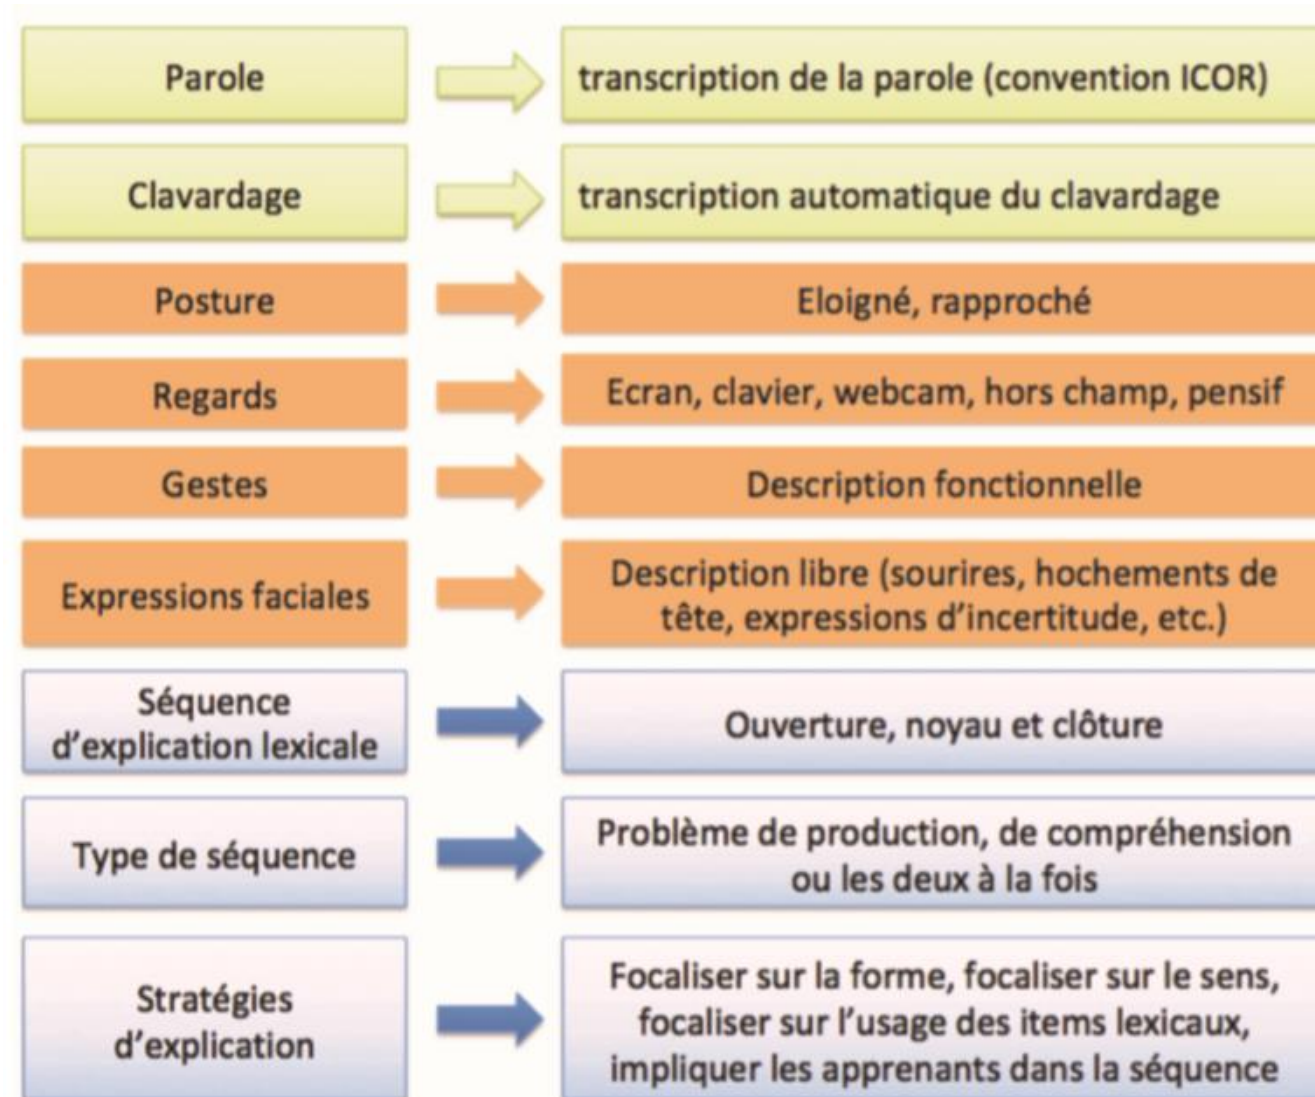 Parole
transcription de la parole (convention ICOR)
Clavardage
transcription automatique du clavardage
Posture
Eloigné, rapproché
Regards
Ecran, clavier, webcam, hors champ, pensif
Gestes
Description fonctionnelle
Expressions faciales
Description libre (sourires, hochements de
tête, expressions d'incertitude, etc.)
Séquence
d'explication lexicale
Ouverture, noyau et clôture
Type de séquence
Problème de production, de compréhension
ou les deux à la fois
Stratégies
d'explication
Focaliser sur la forme, focaliser sur le sens,
focaliser sur l'usage des items lexicaux,
impliquer les apprenants dans la séquence